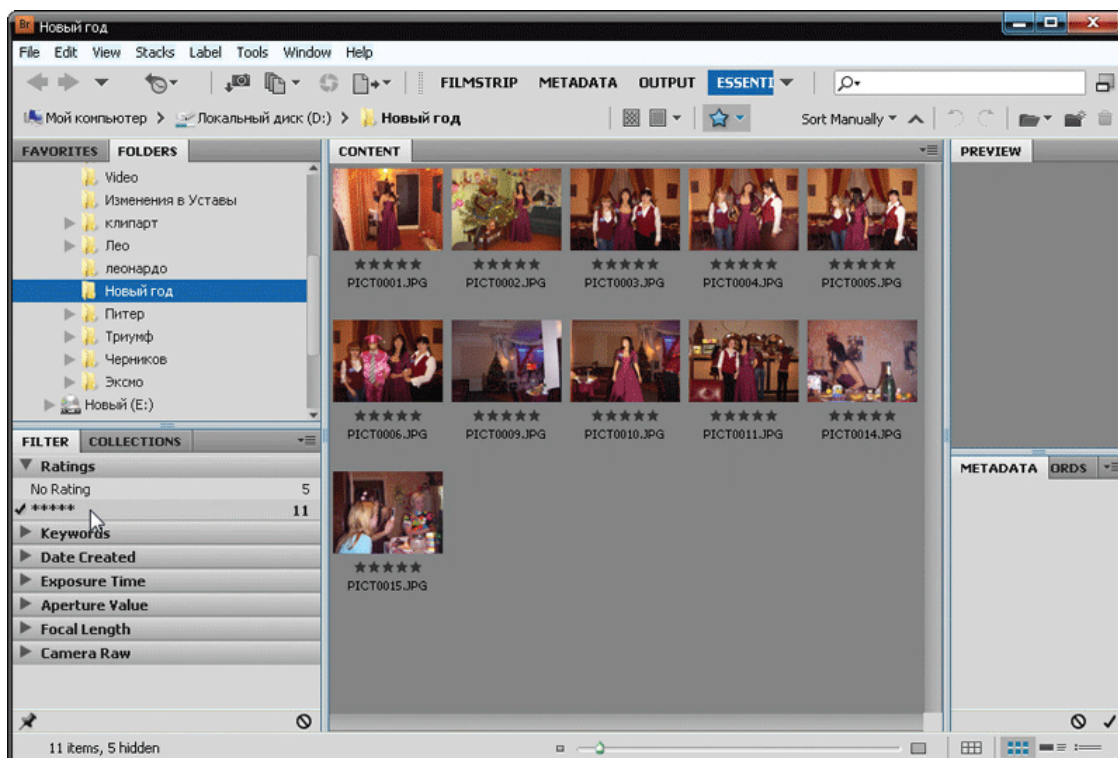 Br Новый год
File Edit View Stacks Label Tools Window Help
FILMSTRIP METADATA OUTPUT ESSENTI
Мой компьютер Локальный диск (D:) Новый год Sort Manually
FAVORITES FOLDERS
Video
Изменения в Уставы
клипарт
Лео
леонардо
Новый год
Питер
Триумф
Черников
Эксмо
Новый (E:)
FILTER COLLECTIONS
Ratings
No Rating 5
***** 11
Keywords
Date Created
Exposure Time
Aperture Value
Focal Length
Camera Raw
CONTENT
PICT0001.JPG PICT0002.JPG PICT0003.JPG PICT0004.JPG PICT0005.JPG
PICT0006.JPG PICT0009.JPG PICT0010.JPG PICT0011.JPG PICT0014.JPG
PICT0015.JPG
PREVIEW
METADATA ORDS
11 items, 5 hidden